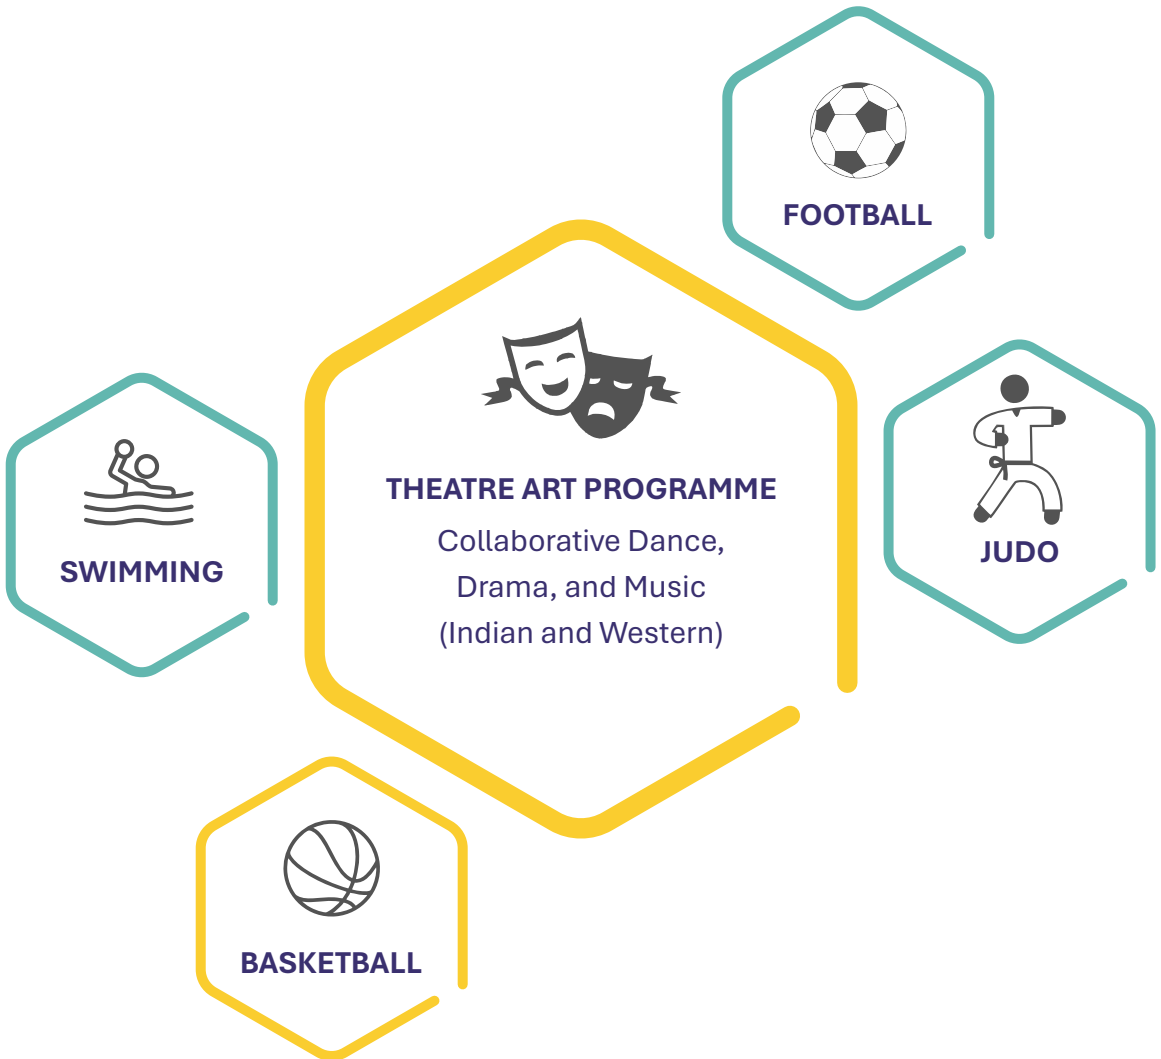 FOOTBALL
THEATRE ART PROGRAMME
Collaborative Dance,
Drama, and Music
(Indian and Western)
JUDO
SWIMMING
BASKETBALL